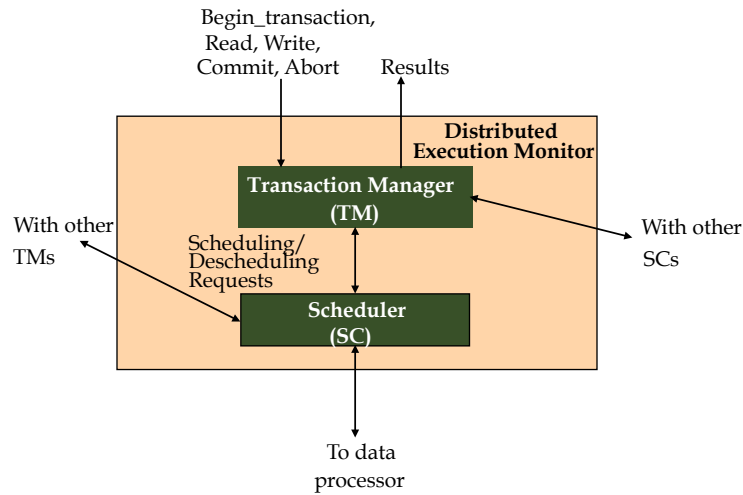 Begin_transaction,
Read, Write,
Commit, Abort
Results
Distributed
Execution Monitor
Transaction Manager
(TM)
With other
TMs
With other
SCs
Scheduling/
Descheduling
Requests
Scheduler
(SC)
To data
processor